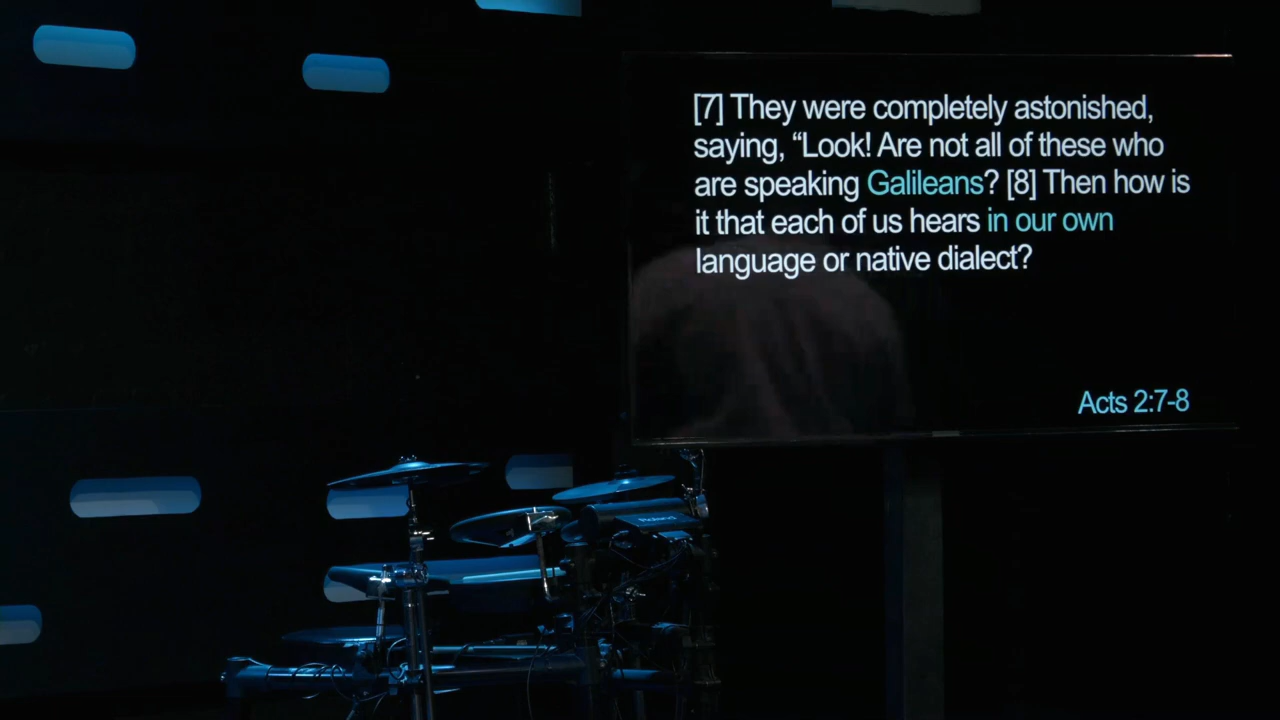 [7] They were completely astonished,
saying, “Look! Are not all of these who
are speaking Galileans? [8] Then how is
it that each of us hears in our own
language or native dialect?
Acts 2:7-8
Roland